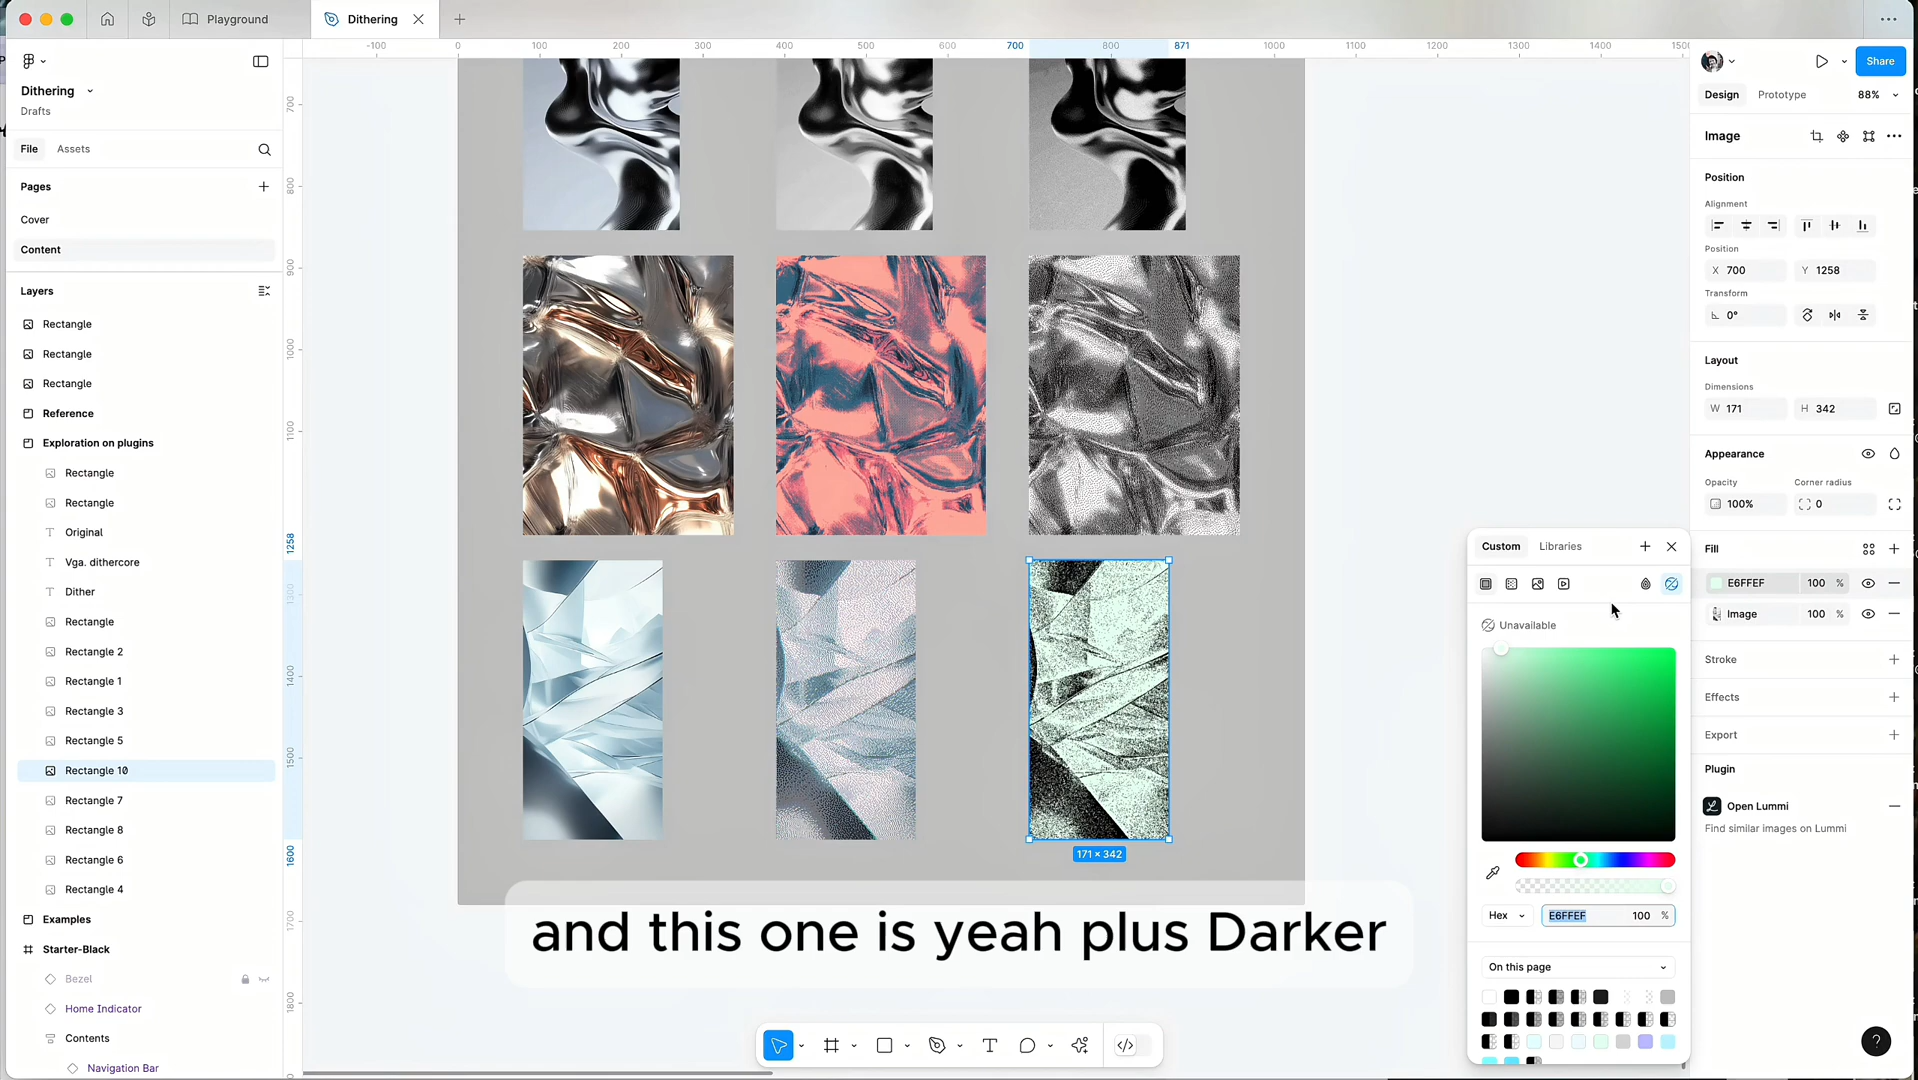 Playground
Dithering
Dithering
Drafts
File
Assets
Pages
Cover
Content
Layers
Rectangle
Rectangle
Rectangle
Reference
Exploration on plugins
Rectangle
Rectangle
Original
Vga. dithercore
Dither
Rectangle
Rectangle 2
Rectangle 1
Rectangle 3
Rectangle 5
Rectangle 10
Rectangle 7
Rectangle 8
Rectangle 6
Rectangle 4
Examples
Starter-Black
Bezel
Home Indicator
Contents
Navigation Bar
-100 0 100 200 300 400 500 600 700 800 871 1000 1100 1200 1300 1400 1500
700
800
900
1000
1100
1258
1300
1400
1500
1600
1700
1800
171 × 342
and this one is yeah plus Darker
Custom
Libraries
Unavailable
Hex
E6FFEF
100 %
On this page
Share
Design
Prototype
88%
Image
Position
Alignment
Position
X 700
Y 1258
Transform
0°
Layout
Dimensions
W 171
H 342
Appearance
Opacity
Corner radius
100%
0
Fill
E6FFEF 100 %
Image 100 %
Stroke
Effects
Export
Plugin
Open Lummi
Find similar images on Lummi
?